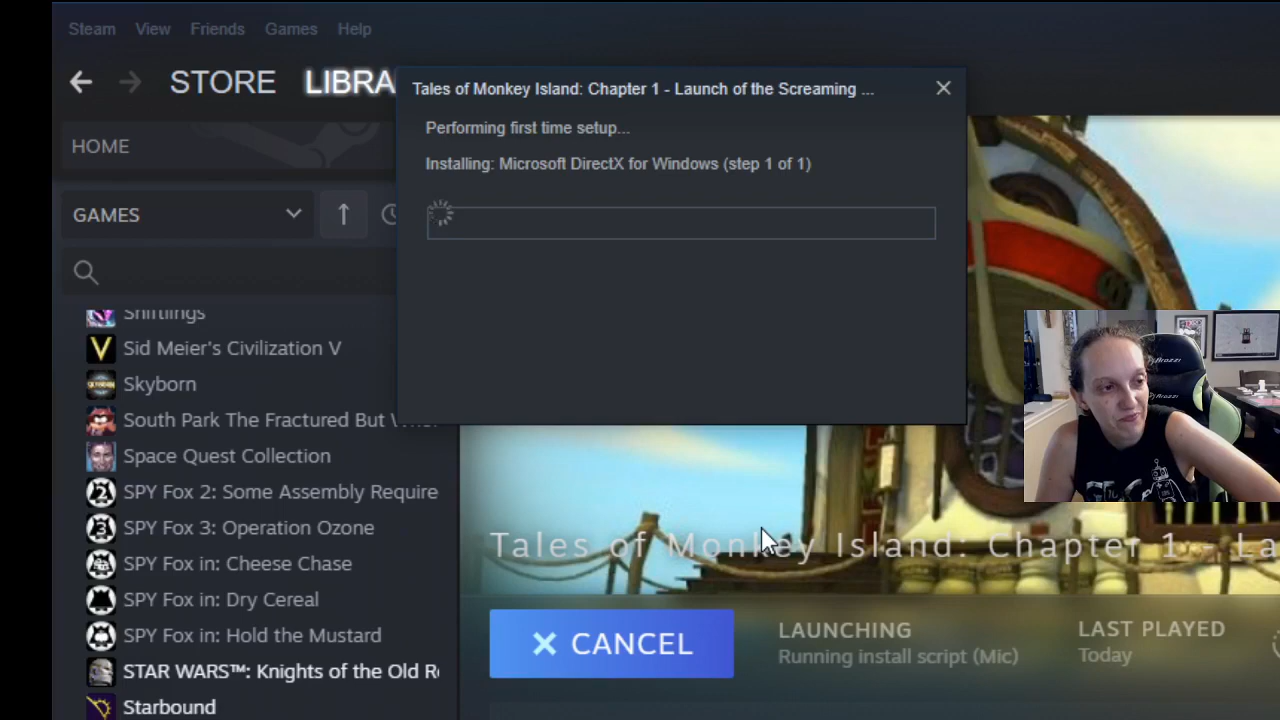 Steam View Friends Games Help
STORE LIBRA
Tales of Monkey Island: Chapter 1 - Launch of the Screaming ...
Performing first time setup...
Installing: Microsoft DirectX for Windows (step 1 of 1)
HOME
GAMES
Shiftlings
Sid Meier's Civilization V
Skyborn
South Park The Fractured But
Space Quest Collection
SPY Fox 2: Some Assembly Require
SPY Fox 3: Operation Ozone
SPY Fox in: Cheese Chase
SPY Fox in: Dry Cereal
SPY Fox in: Hold the Mustard
STAR WARS™: Knights of the Old Re
Starbound
Tales of Monkey Island: Chapter 1 - La
CANCEL
LAUNCHING
Running install script (Mic)
LAST PLAYED
Today
Arozzi